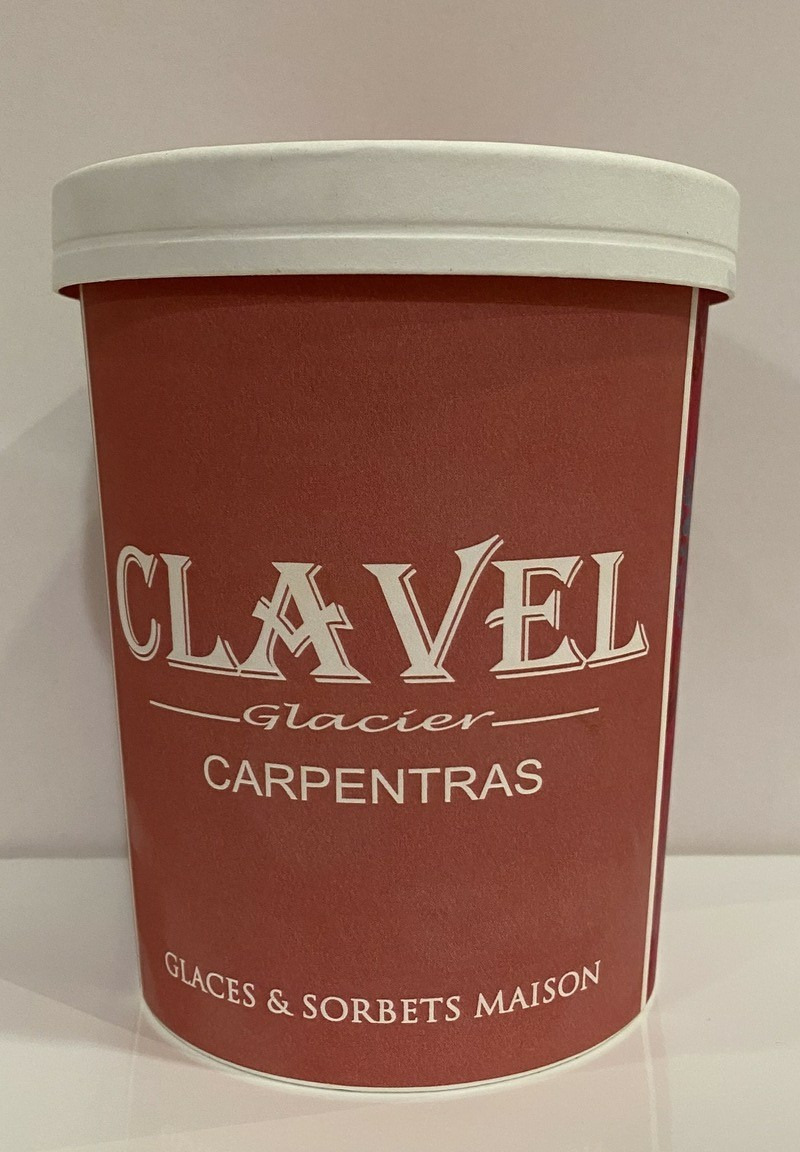 CLAVEL
Glacier
CARPENTRAS
GLACES & SORBETS MAISON